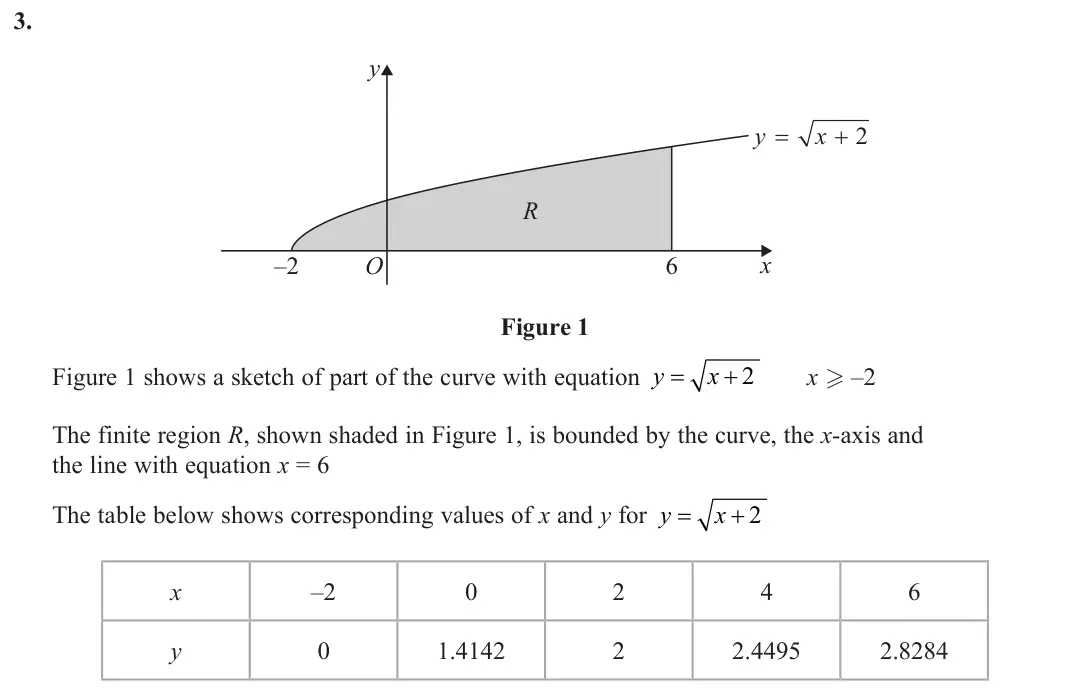 3.
y
y = √x + 2
R
–2 O 6 x
Figure 1
Figure 1 shows a sketch of part of the curve with equation y = √x + 2 x ⩾ –2
The finite region R, shown shaded in Figure 1, is bounded by the curve, the x-axis and
the line with equation x = 6
The table below shows corresponding values of x and y for y = √x + 2
x –2 0 2 4 6
y 0 1.4142 2 2.4495 2.8284